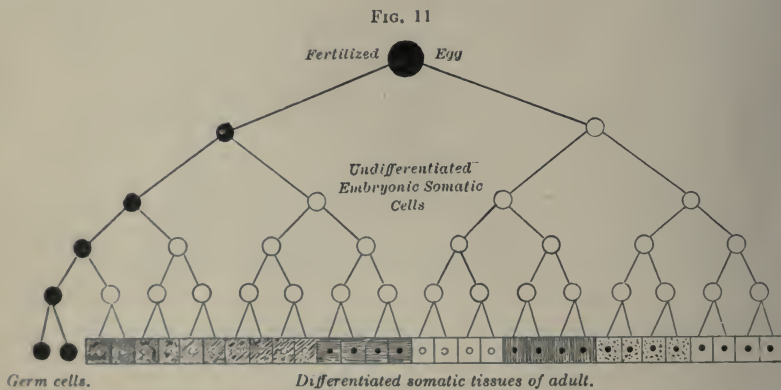 FIG. 11
Fertilized Egg
Undifferentiated
Embryonic Somatic
Cells
Germ cells. Differentiated somatic tissues of adult.